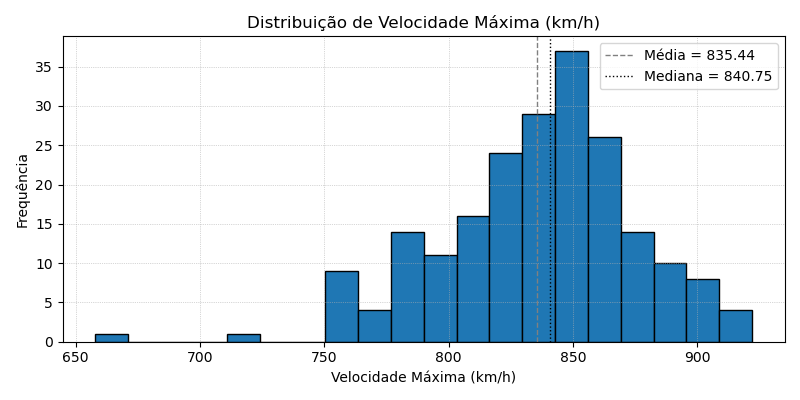 Distribuição de Velocidade Máxima (km/h)
Média = 835.44
Mediana = 840.75
Frequência
35
30
25
20
15
10
5
0
650 700 750 800 850 900
Velocidade Máxima (km/h)